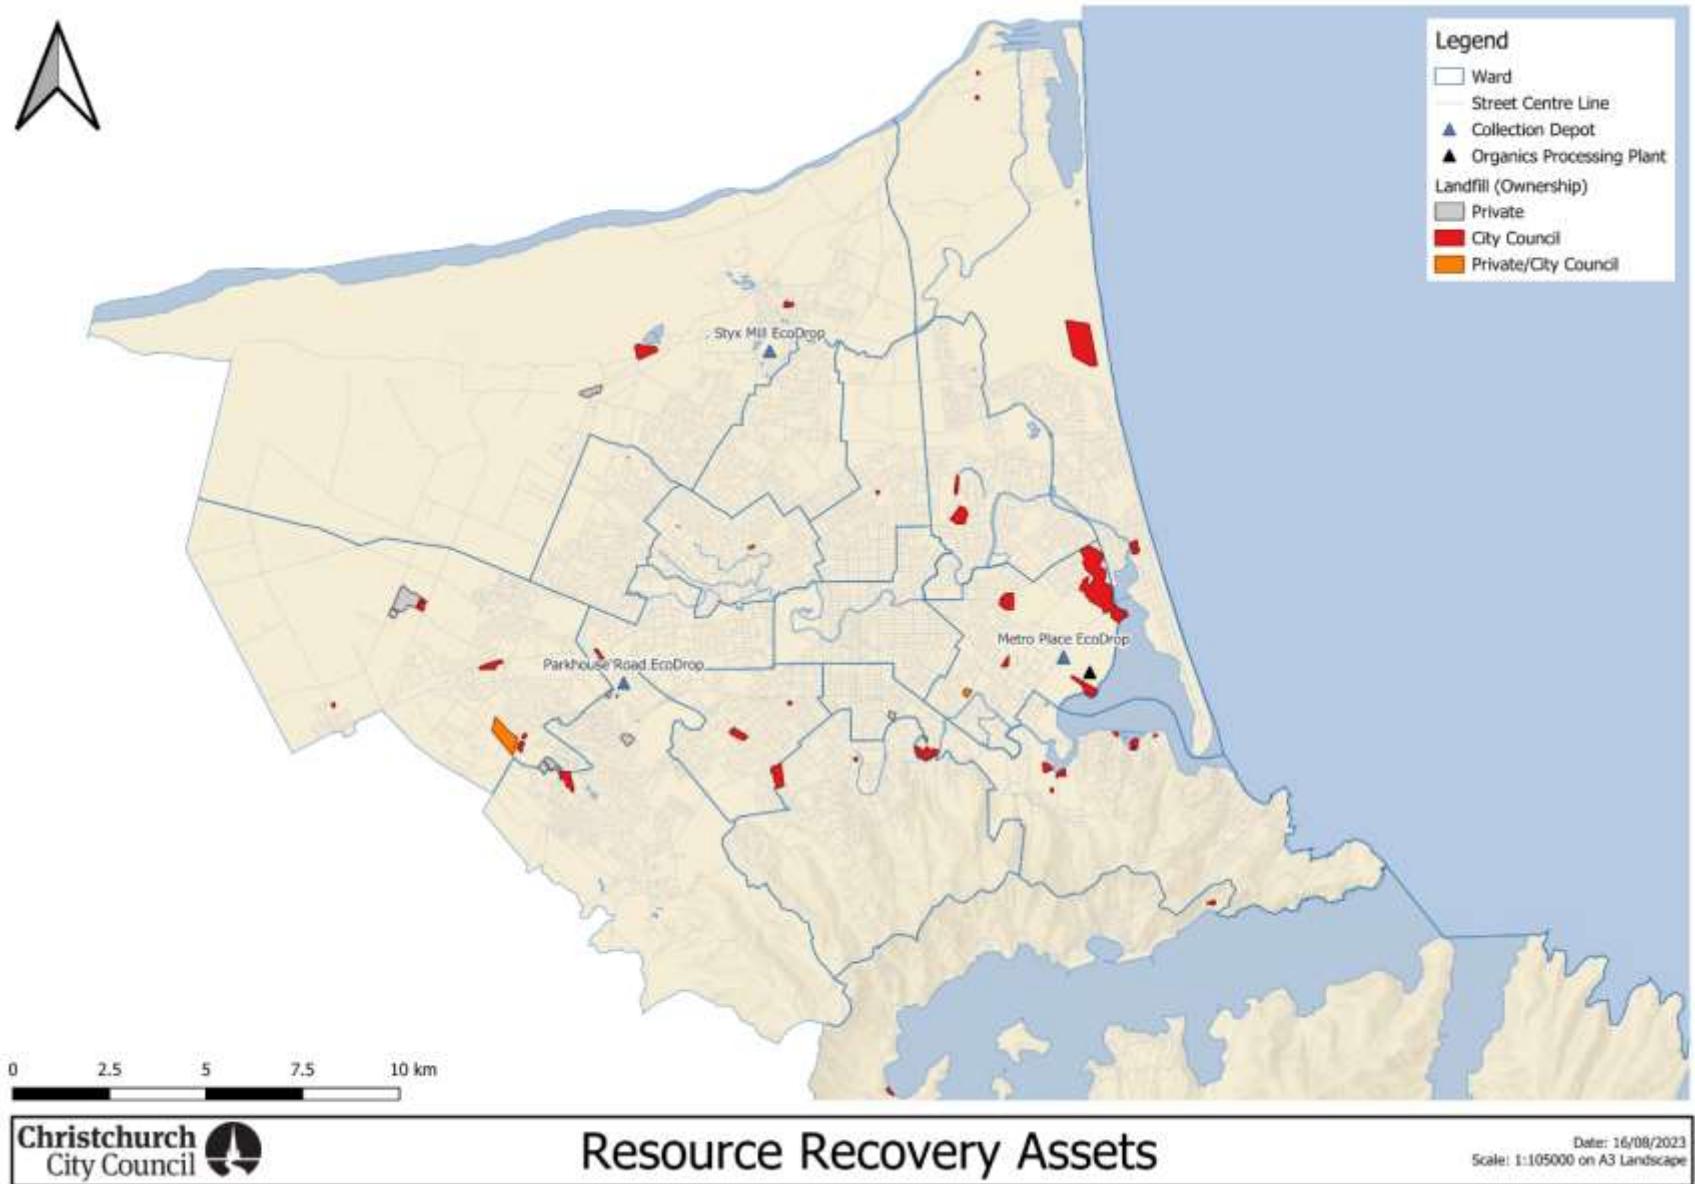 Legend
Ward
Street Centre Line
Collection Depot
Organics Processing Plant
Landfill (Ownership)
Private
City Council
Private/City Council
Styx Mill EcoDrop
Metro Place EcoDrop
Parkhouse Road EcoDrop
0 2.5 5 7.5 10 km
Christchurch
City Council
Resource Recovery Assets
Date: 16/08/2023
Scale: 1:105000 on A3 Landscape